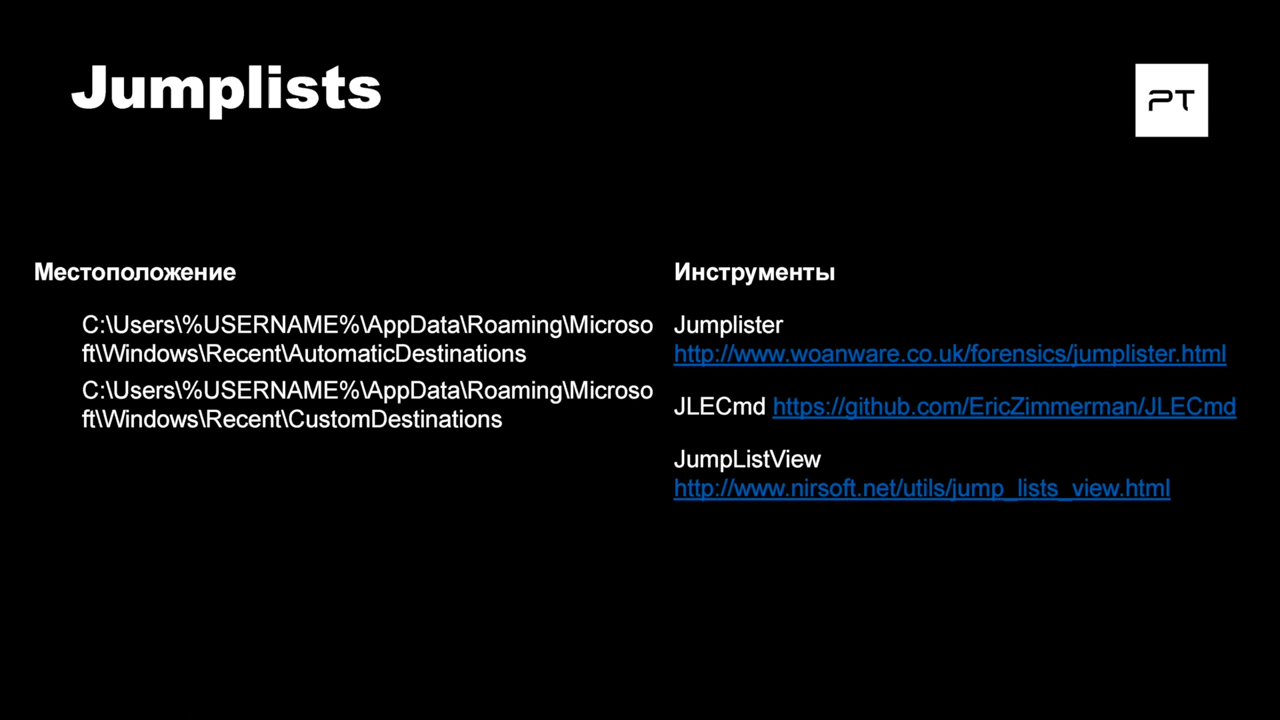 Jumplists
PT
Местоположение
C:\Users\%USERNAME%\AppData\Roaming\Microso
ft\Windows\Recent\AutomaticDestinations
C:\Users\%USERNAME%\AppData\Roaming\Microso
ft\Windows\Recent\CustomDestinations
Инструменты
Jumplister
http://www.woanware.co.uk/forensics/jumplister.html
JLECmd https://github.com/EricZimmerman/JLECmd
JumpListView
http://www.nirsoft.net/utils/jump_lists_view.html